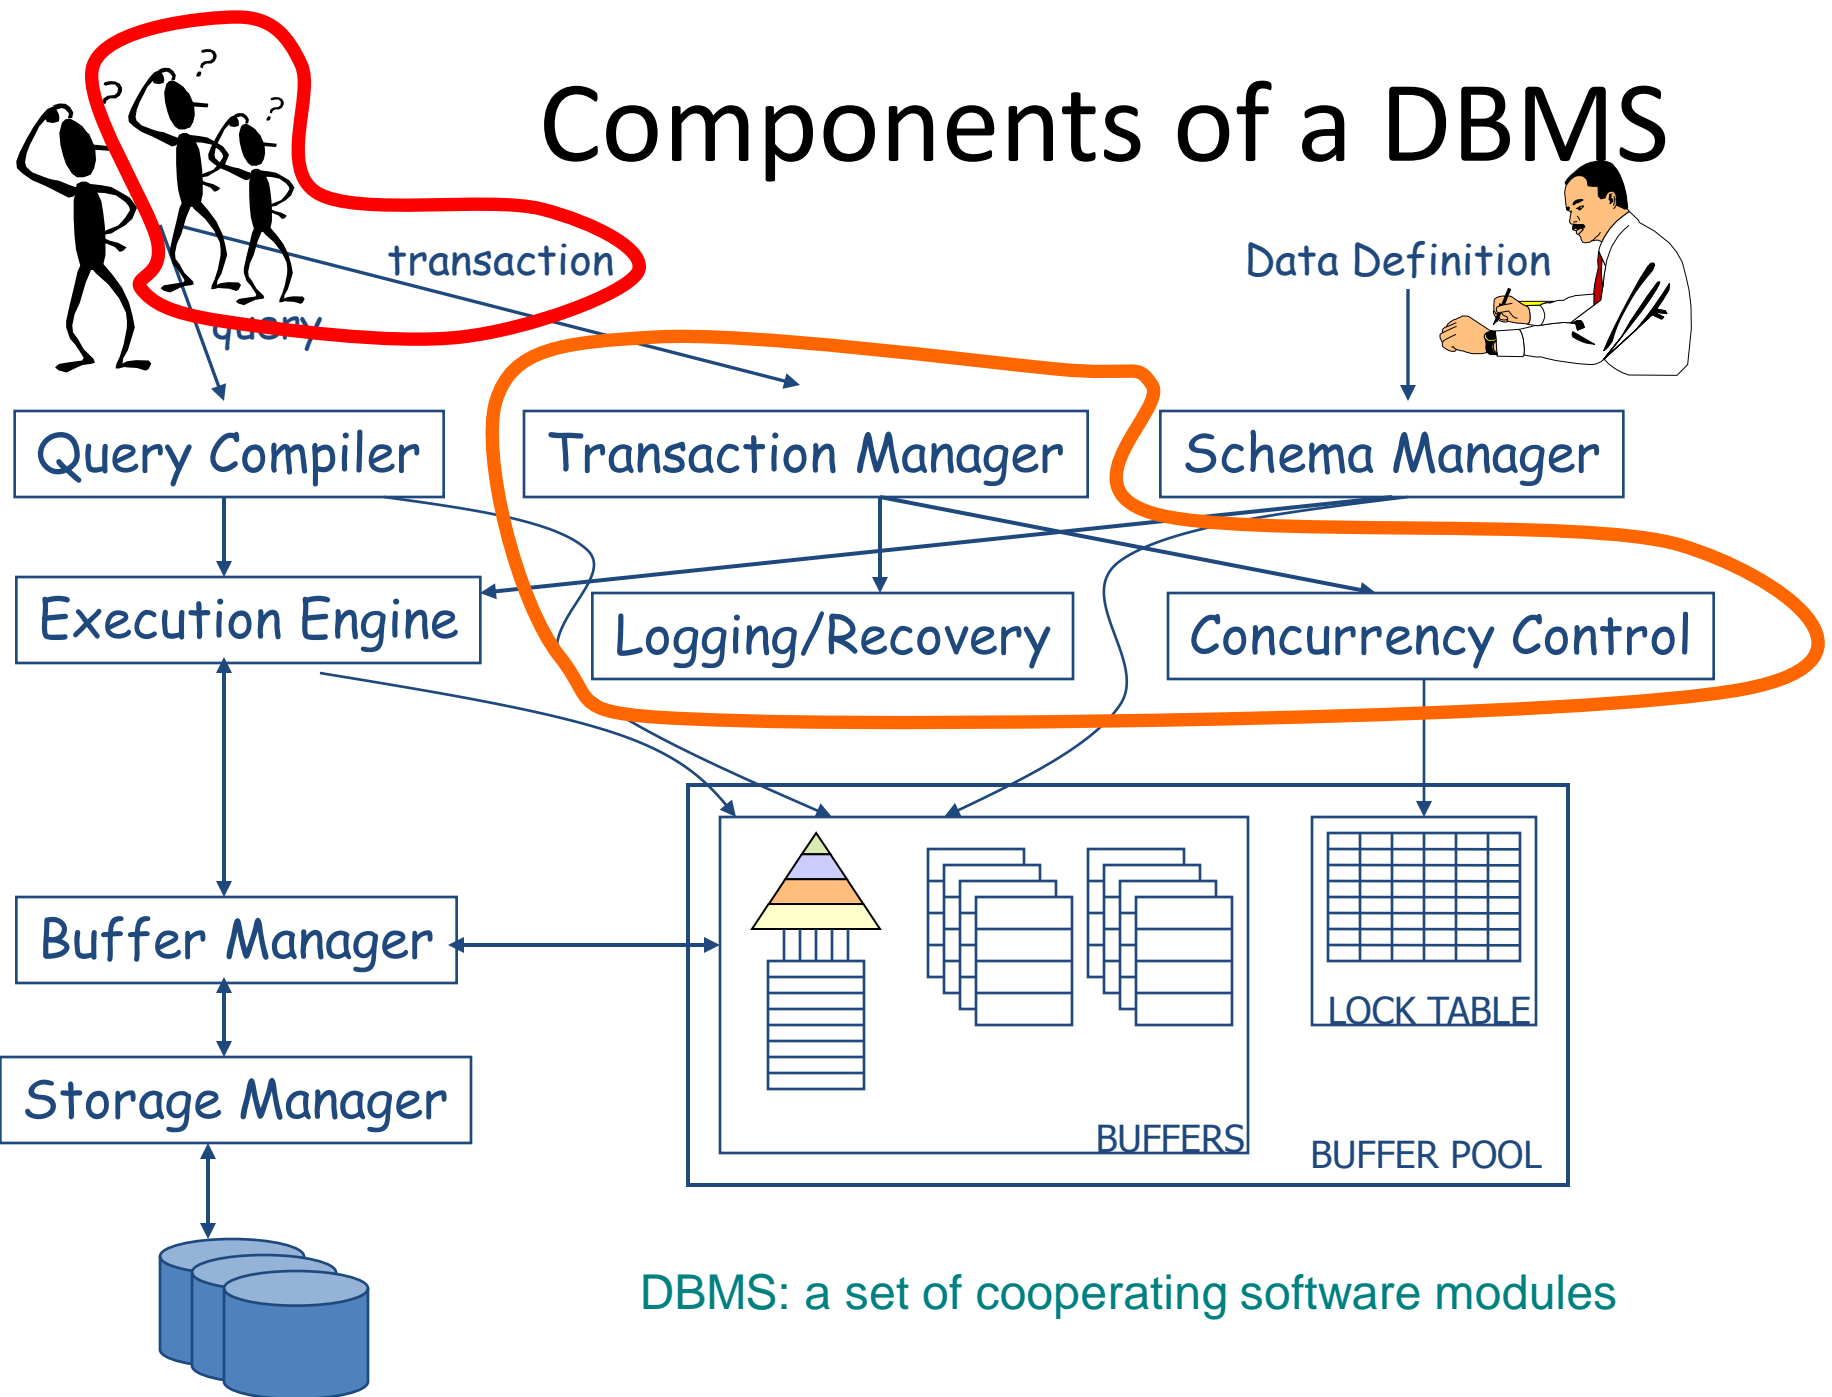 ?
?
?
Components of a DBMS
transaction
Data Definition
query
Query Compiler
Transaction Manager
Schema Manager
Execution Engine
Logging/Recovery
Concurrency Control
Buffer Manager
LOCK TABLE
Storage Manager
BUFFERS
BUFFER POOL
DBMS: a set of cooperating software modules